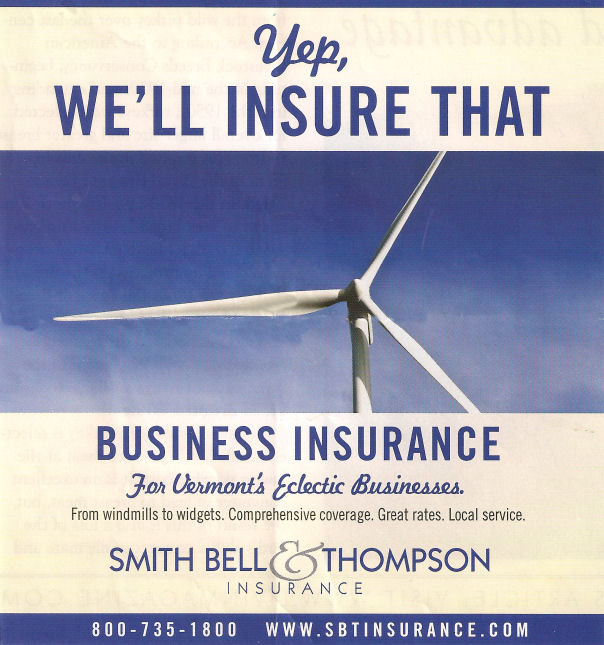 Yep,
WE'LL INSURE THAT
BUSINESS INSURANCE
For Vermont's Eclectic Businesses.
From windmills to widgets. Comprehensive coverage. Great rates. Local service.
SMITH BELL & THOMPSON
INSURANCE
800-735-1800 WWW.SBTINSURANCE.COM